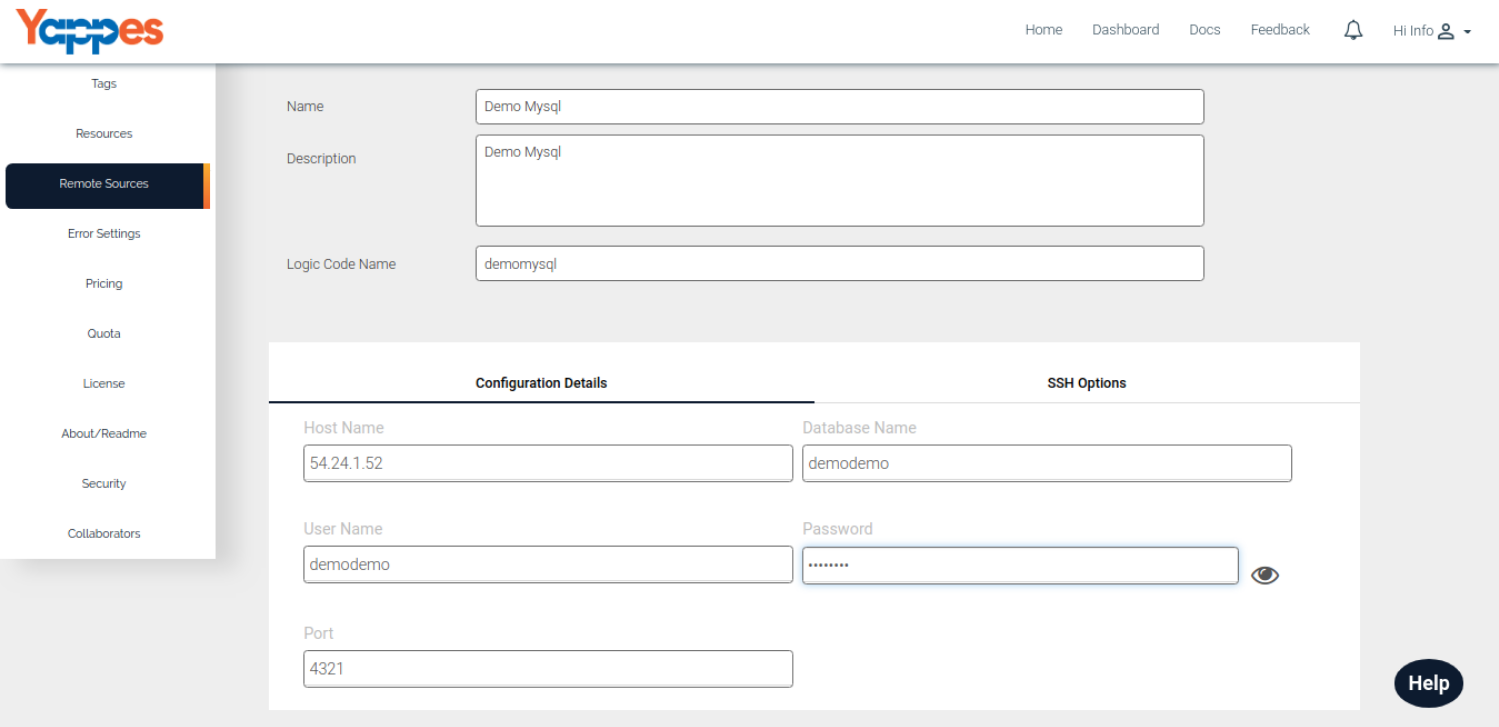 Yappes
Home Dashboard Docs Feedback Hi Info
Tags
Resources
Remote Sources
Error Settings
Pricing
Quota
License
About/Readme
Security
Collaborators
Name Demo Mysql
Description Demo Mysql
Logic Code Name demomysql
Configuration Details SSH Options
Host Name Database Name
54.24.1.52 demodemo
User Name Password
demodemo ••••••••
Port
4321
Help